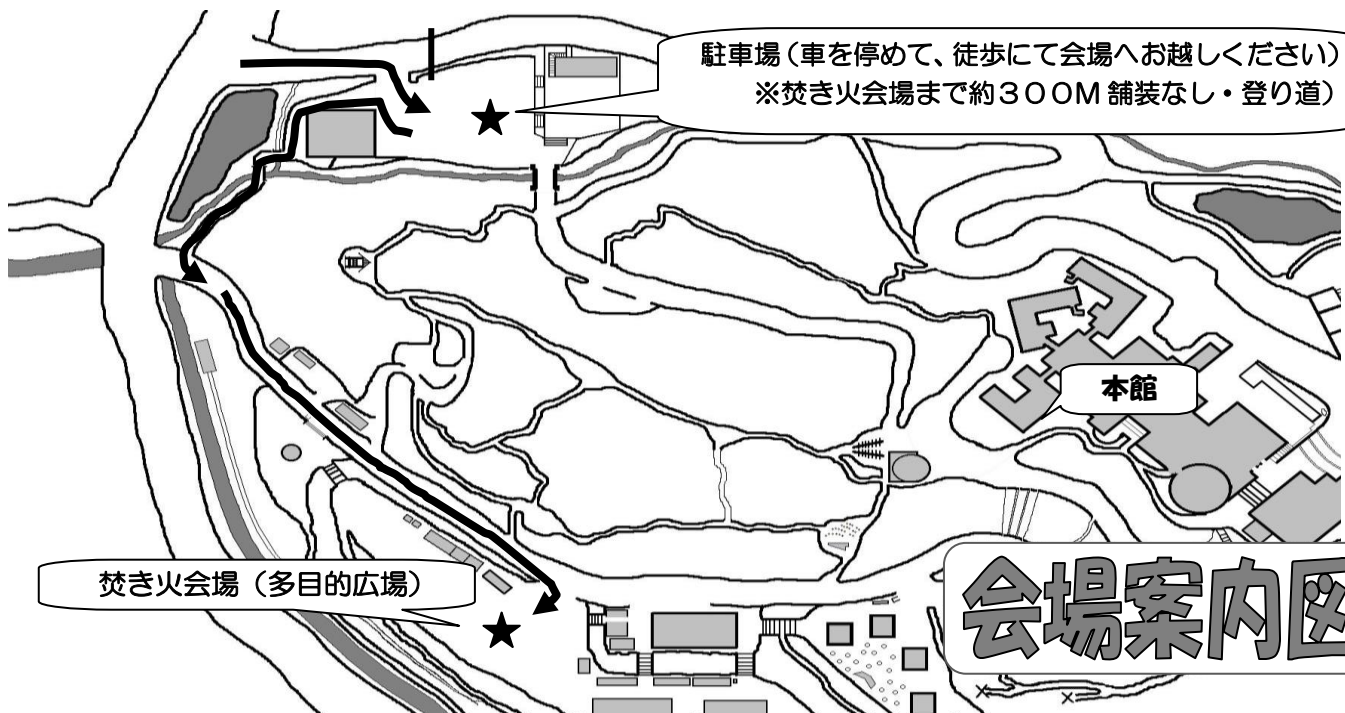 駐車場（車を停めて、徒歩にて会場へお越しください）
※焚き火会場まで約３００M 舗装なし・登り道）
本館
焚き火会場（多目的広場）
会場案内図